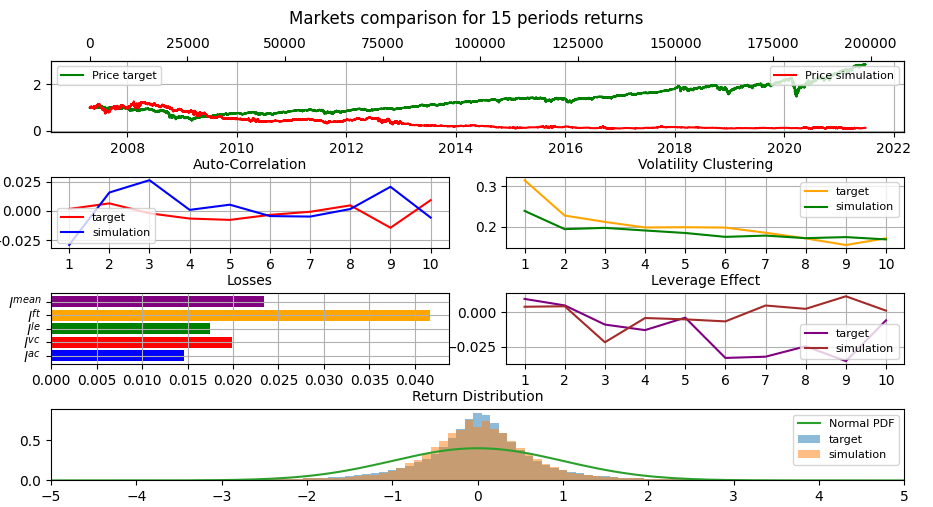 Markets comparison for 15 periods returns
0 25000 50000 75000 100000 125000 150000 175000 200000
Price target
Price simulation
2
0
2008 2010 2012 2014 2016 2018 2020 2022
Auto-Correlation
0.025
0.000
-0.025
target
simulation
1 2 3 4 5 6 7 8 9 10
Volatility Clustering
0.3
0.2
target
simulation
1 2 3 4 5 6 7 8 9 10
Losses
l^mean
l^ft
l^le
l^vc
l^ac
0.000 0.005 0.010 0.015 0.020 0.025 0.030 0.035 0.040
Leverage Effect
0.000
−0.025
target
simulation
1 2 3 4 5 6 7 8 9 10
Return Distribution
0.5
0.0
Normal PDF
target
simulation
−5 −4 −3 −2 −1 0 1 2 3 4 5